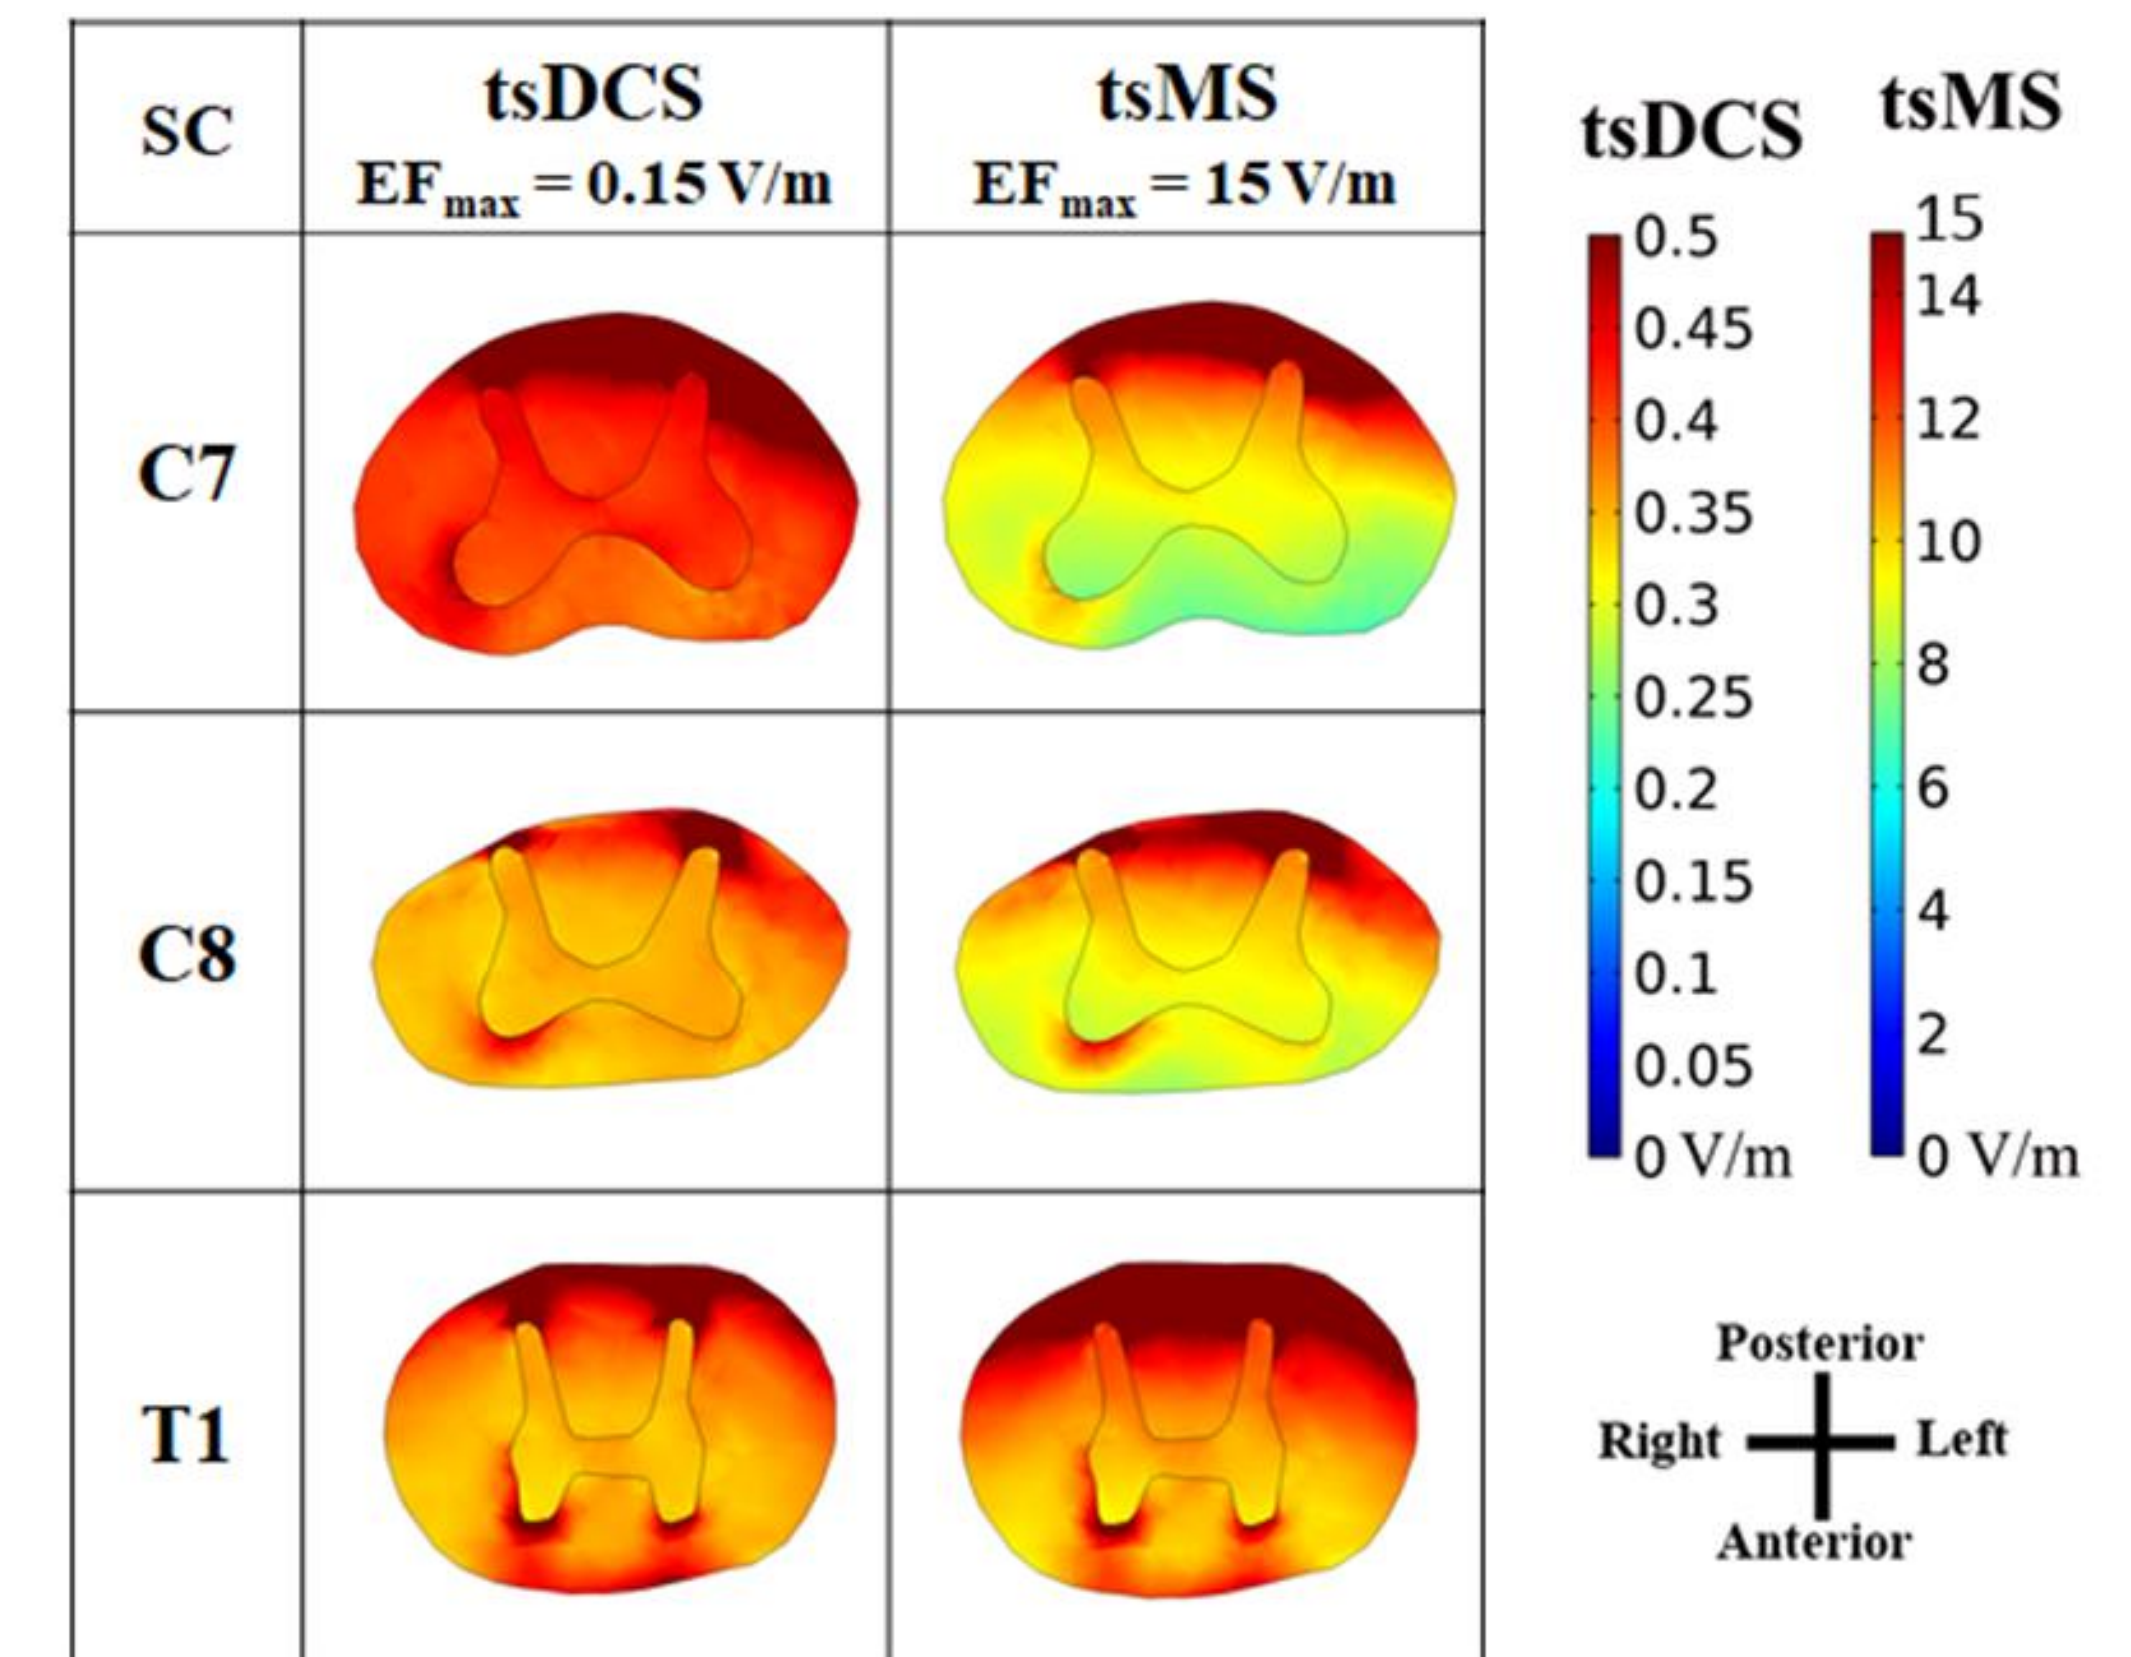 SC
tsDCS
EFmax = 0.15 V/m
tsMS
EFmax = 15 V/m
C7
C8
T1
tsDCS
0.5
0.45
0.4
0.35
0.3
0.25
0.2
0.15
0.1
0.05
0 V/m
tsMS
15
14
12
10
8
6
4
2
0 V/m
Posterior
Right
Left
Anterior